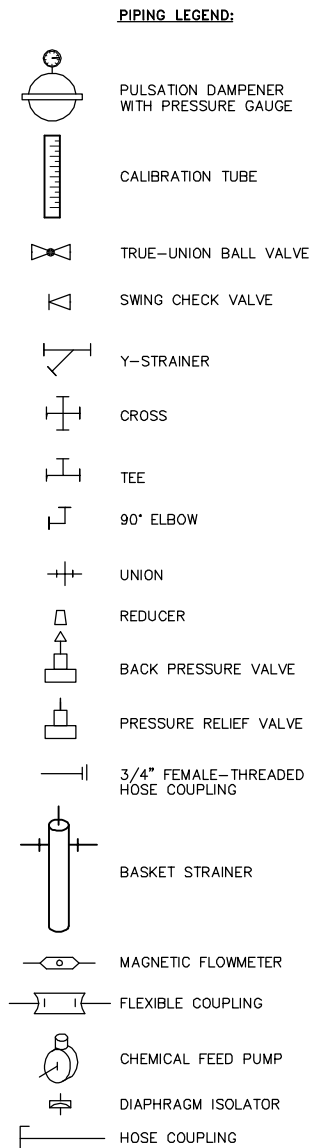 PIPING LEGEND:
PULSATION DAMPENER
WITH PRESSURE GAUGE
CALIBRATION TUBE
TRUE-UNION BALL VALVE
SWING CHECK VALVE
Y-STRAINER
CROSS
TEE
90° ELBOW
UNION
REDUCER
BACK PRESSURE VALVE
PRESSURE RELIEF VALVE
3/4" FEMALE-THREADED
HOSE COUPLING
BASKET STRAINER
MAGNETIC FLOWMETER
FLEXIBLE COUPLING
CHEMICAL FEED PUMP
DIAPHRAGM ISOLATOR
HOSE COUPLING